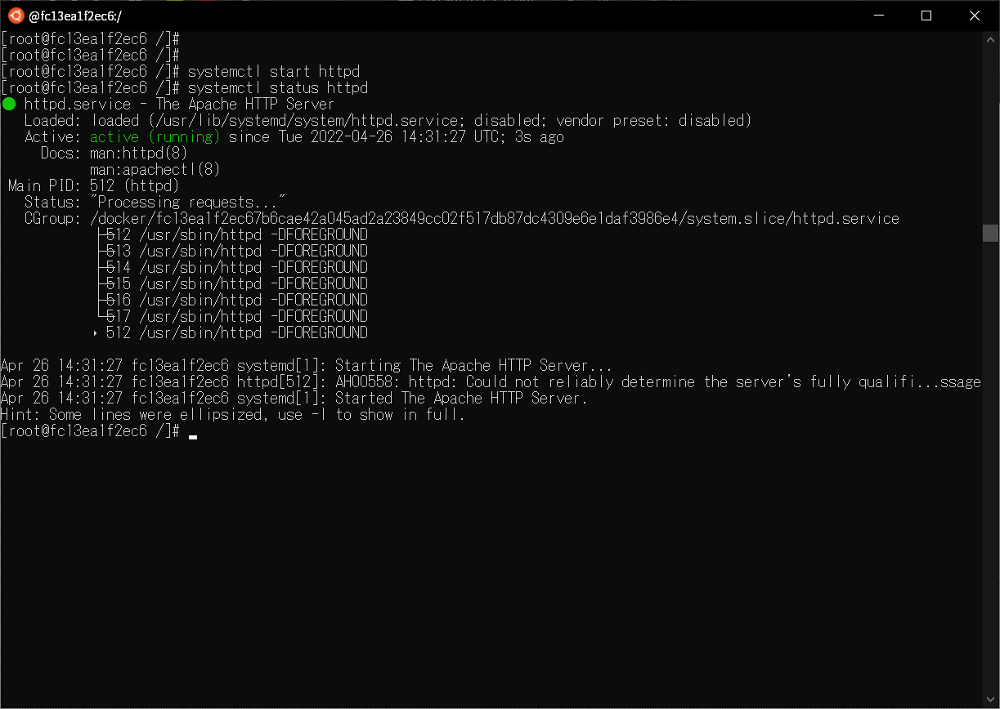 @fc13ea1f2ec6:/
[root@fc13ea1f2ec6 /]#
[root@fc13ea1f2ec6 /]#
[root@fc13ea1f2ec6 /]# systemctl start httpd
[root@fc13ea1f2ec6 /]# systemctl status httpd
● httpd.service - The Apache HTTP Server
   Loaded: loaded (/usr/lib/systemd/system/httpd.service; disabled; vendor preset: disabled)
   Active: active (running) since Tue 2022-04-26 14:31:27 UTC; 3s ago
     Docs: man:httpd(8)
           man:apachectl(8)
 Main PID: 512 (httpd)
   Status: "Processing requests..."
   CGroup: /docker/fc13ea1f2ec67b6cae42a045ad2a23849cc02f517db87dc4309e6e1daf3986e4/system.slice/httpd.service
           ├─512 /usr/sbin/httpd -DFOREGROUND
           ├─513 /usr/sbin/httpd -DFOREGROUND
           ├─514 /usr/sbin/httpd -DFOREGROUND
           ├─515 /usr/sbin/httpd -DFOREGROUND
           ├─516 /usr/sbin/httpd -DFOREGROUND
           └─517 /usr/sbin/httpd -DFOREGROUND
           ‣ 512 /usr/sbin/httpd -DFOREGROUND
Apr 26 14:31:27 fc13ea1f2ec6 systemd[1]: Starting The Apache HTTP Server...
Apr 26 14:31:27 fc13ea1f2ec6 httpd[512]: AH00558: httpd: Could not reliably determine the server's fully qualifi...ssage
Apr 26 14:31:27 fc13ea1f2ec6 systemd[1]: Started The Apache HTTP Server.
Hint: Some lines were ellipsized, use -l to show in full.
[root@fc13ea1f2ec6 /]#